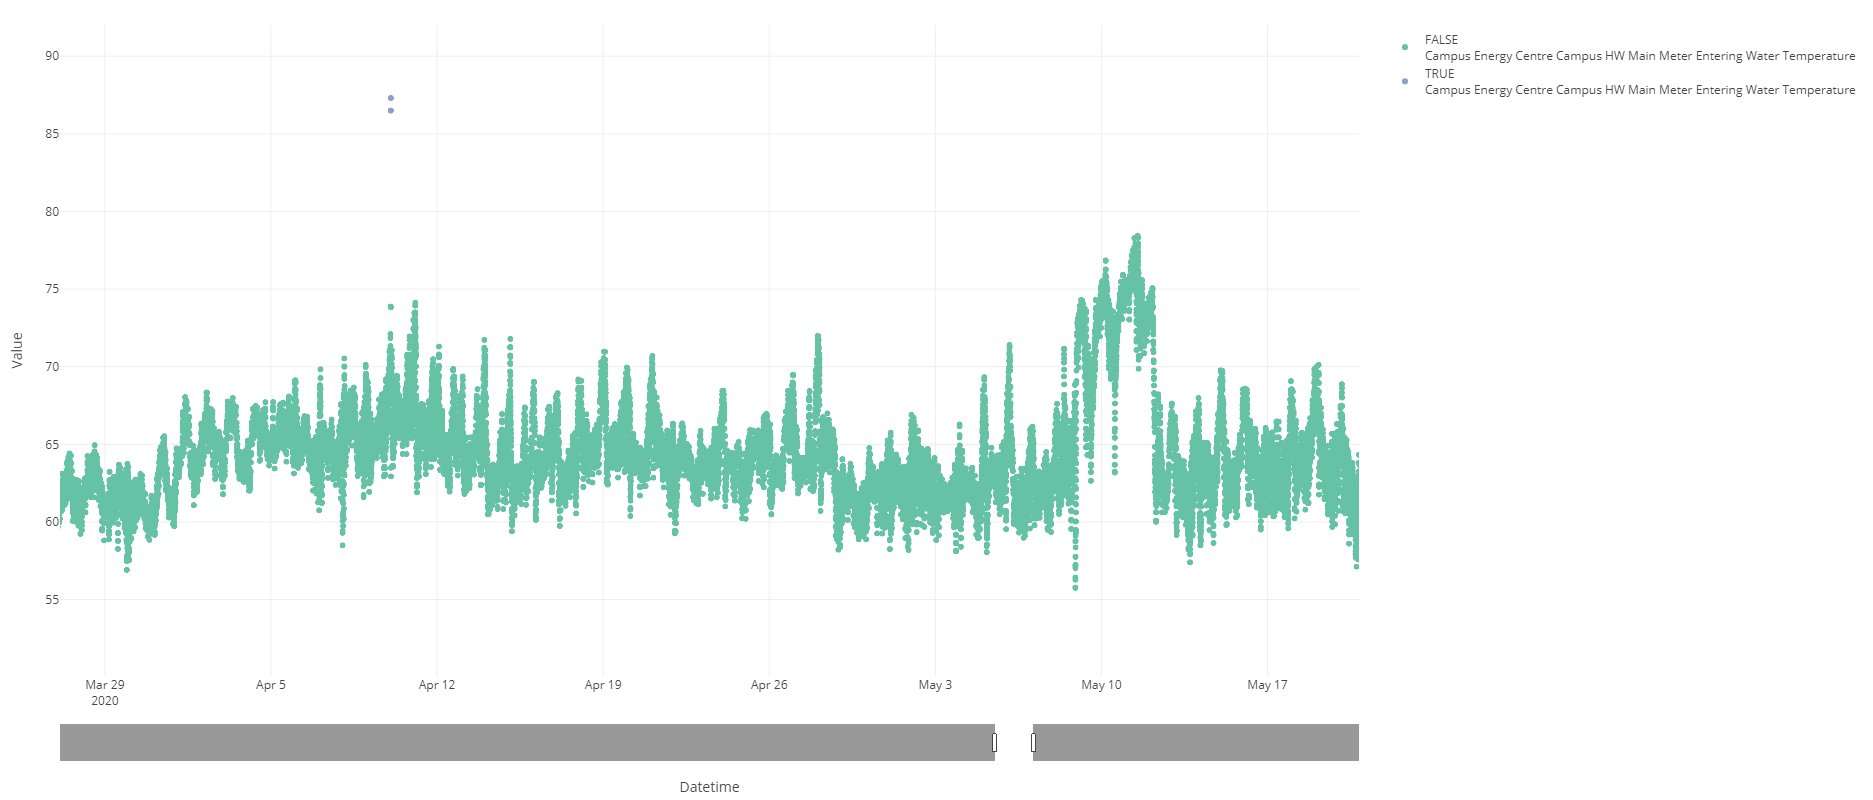 FALSE
Campus Energy Centre Campus HW Main Meter Entering Water Temperature
TRUE
Campus Energy Centre Campus HW Main Meter Entering Water Temperature
90
85
80
75
70
65
60
55
Value
Mar 29 Apr 5 Apr 12 Apr 19 Apr 26 May 3 May 10 May 17
2020
Datetime